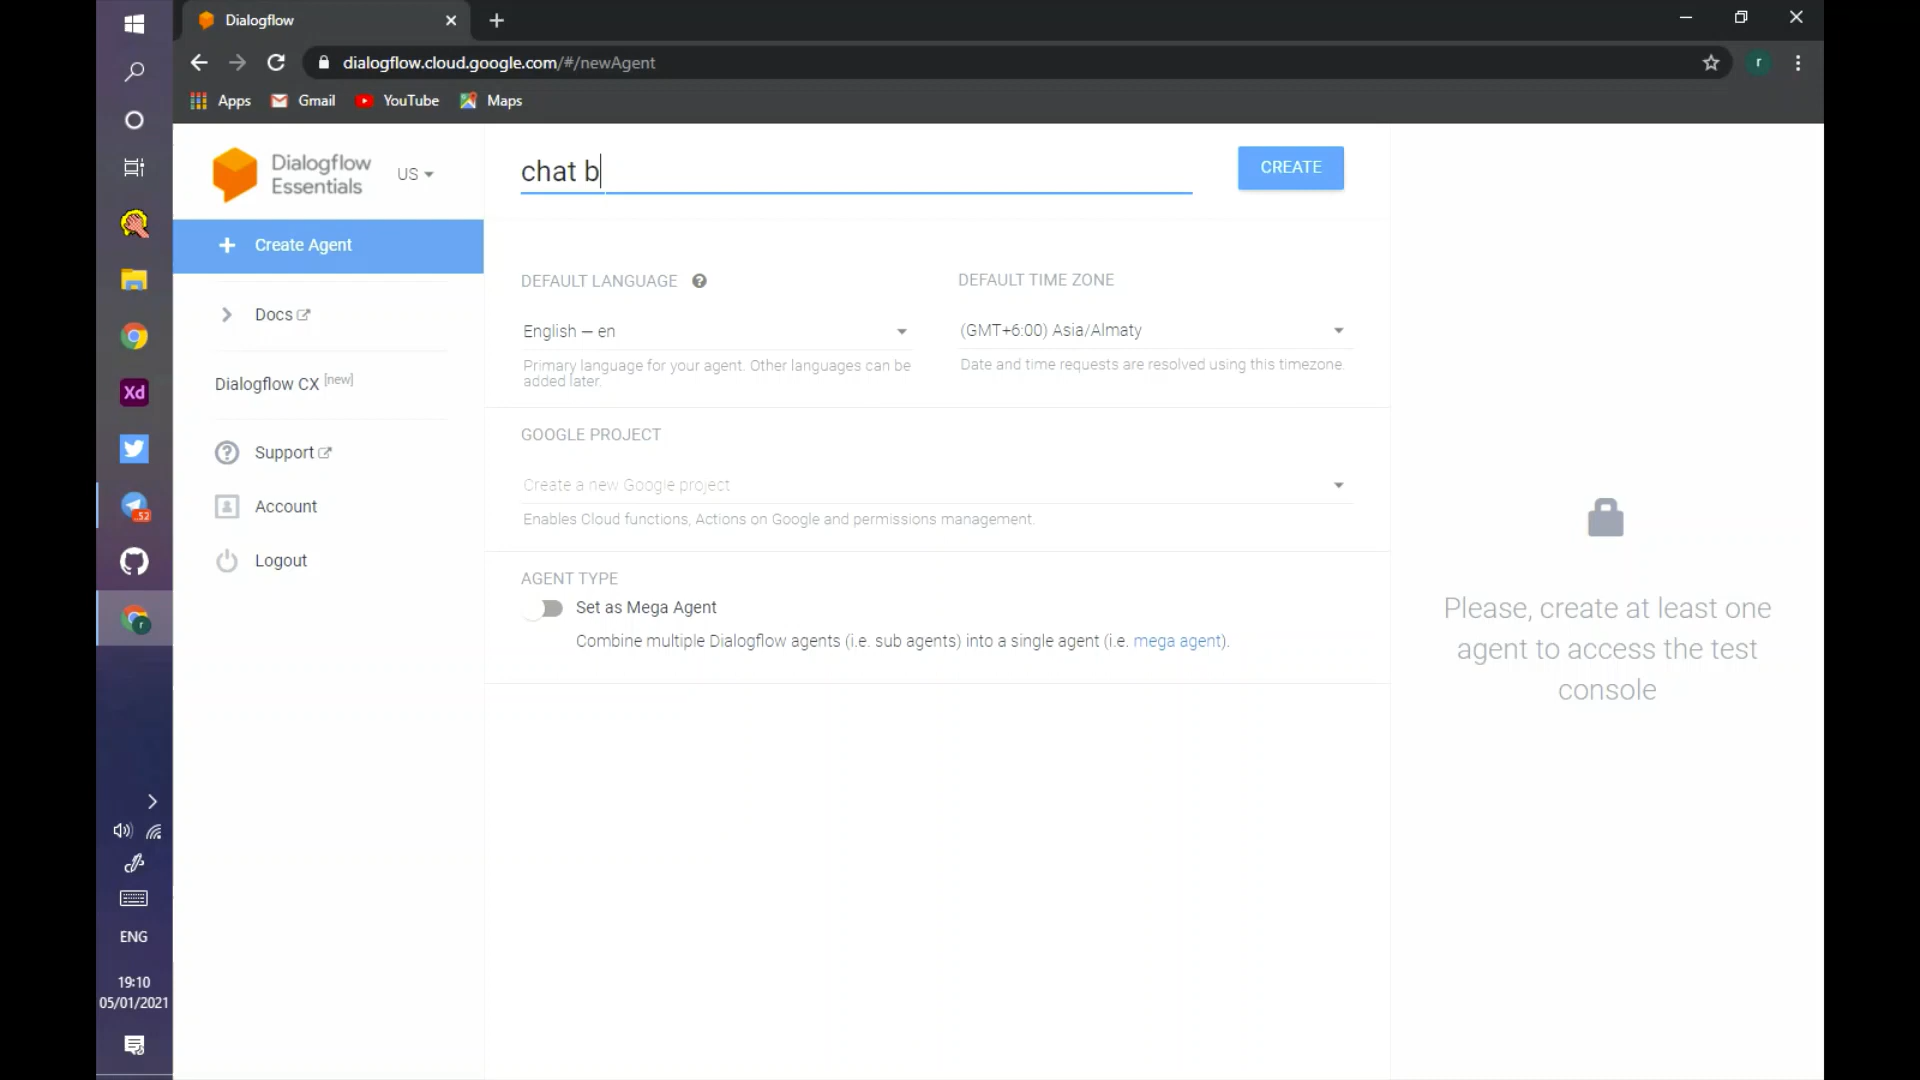 Dialogflow
dialogflow.cloud.google.com/#/newAgent
r
Apps
Gmail
YouTube
Maps
Dialogflow
Essentials
US
chat b
CREATE
Create Agent
DEFAULT LANGUAGE
DEFAULT TIME ZONE
Docs
English — en
(GMT+6:00) Asia/Almaty
Primary language for your agent. Other languages can be
added later.
Date and time requests are resolved using this timezone.
Dialogflow CX [new]
Xd
GOOGLE PROJECT
Support
Create a new Google project
Account
Enables Cloud functions, Actions on Google and permissions management.
..52
Logout
AGENT TYPE
Set as Mega Agent
Combine multiple Dialogflow agents (i.e. sub agents) into a single agent (i.e. mega agent).
Please, create at least one
agent to access the test
console
r
ENG
19:10
05/01/2021